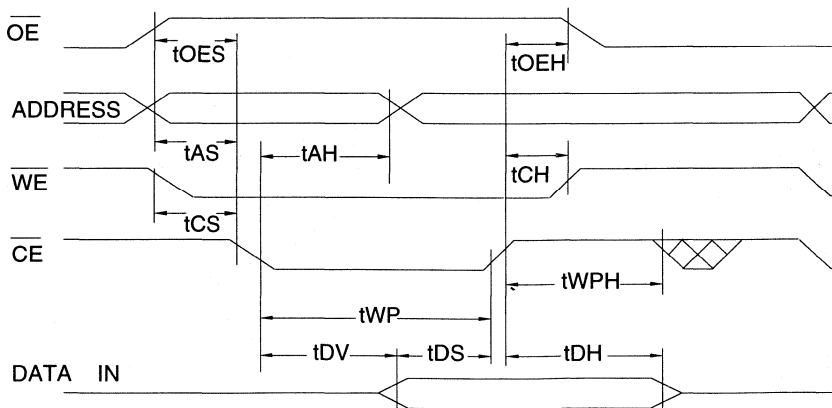 OE
tOES
tOEH
ADDRESS
tAS
tAH
tCH
WE
tCS
CE
tWPH
tWP
tDV
tDS
tDH
DATA IN